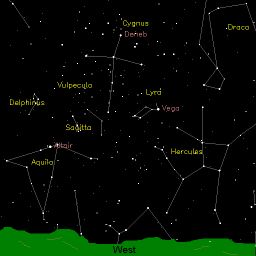 Cygnus
Deneb
Draco
Vulpecula
Lyra
Delphinus
Vega
Sagitta
Altair
Hercules
Aquila
West